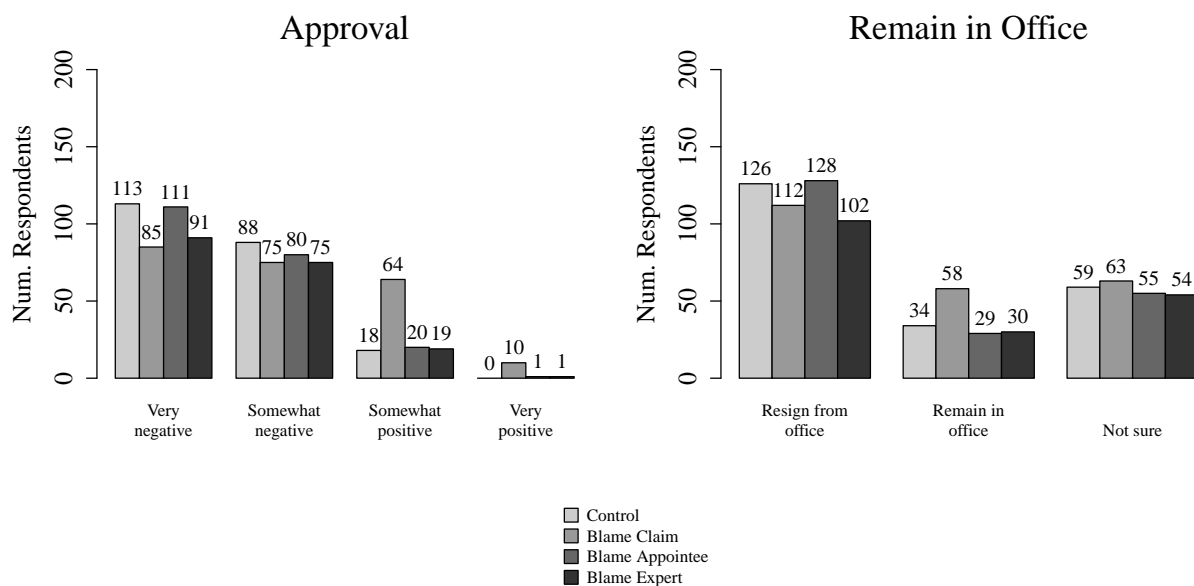 Approval
Num. Respondents
200
150
100
50
0
113
85
111
91
88
75
80
75
18
64
20
19
0
10
1
1
Very
negative
Somewhat
negative
Somewhat
positive
Very
positive
Remain in Office
Num. Respondents
200
150
100
50
0
126
112
128
102
34
58
29
30
59
63
55
54
Resign from
office
Remain in
office
Not sure
Control
Blame Claim
Blame Appointee
Blame Expert